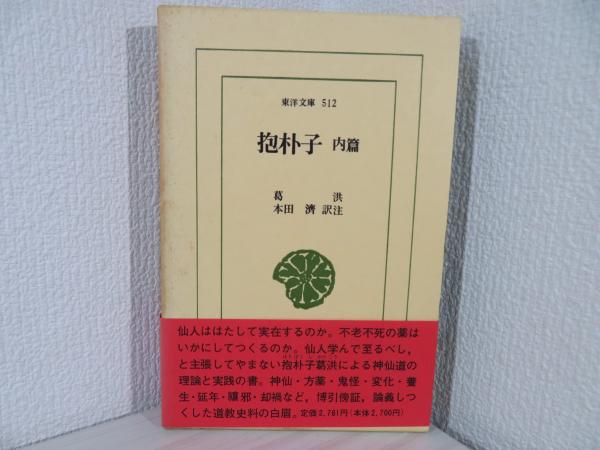 東洋文庫 512
抱朴子 内篇
葛 洪
本田 濟 訳注
仙人ははたして実在するのか。不老不死の薬は
いかにしてつくるのか。仙人学んで至るべし、
と主張してやまない抱朴子葛洪による神仙道の
理論と実践の書。神仙・方薬・鬼怪・変化・養
生・延年・禳邪・却禍など，博引傍証，論義しつ
くした道教史料の白眉。定価2,781円(本体2,700円)